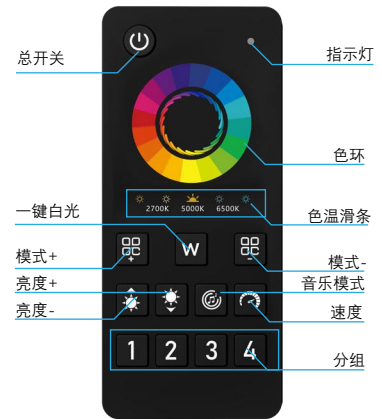 总开关
指示灯
色环
2700K 5000K 6500K
一键白光
色温滑条
W
模式+
模式-
亮度+
音乐模式
亮度-
速度
1 2 3 4
分组